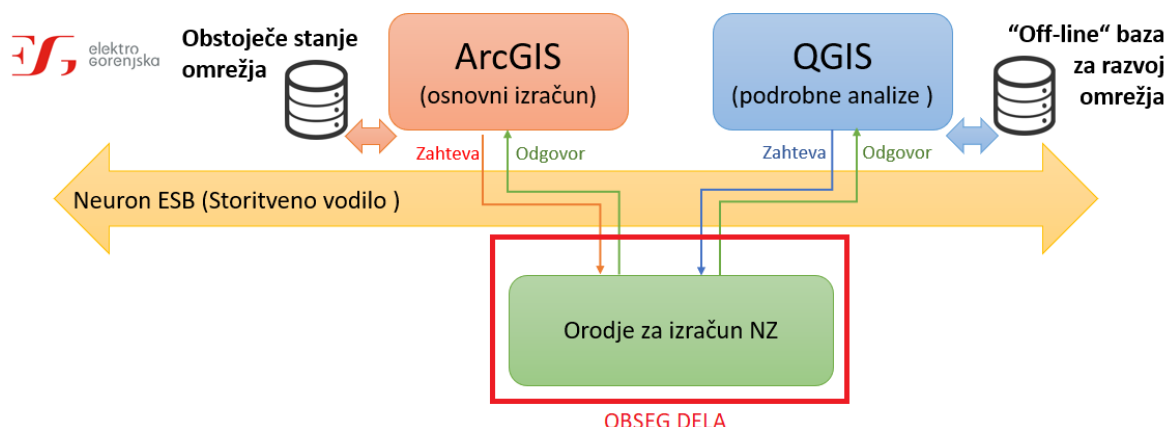 elektro
gorenjska
Obstoječe stanje
omrežja
ArcGIS
(osnovni izračun)
QGIS
(podrobne analize )
“Off-line“ baza
za razvoj
omrežja
Zahteva
Odgovor
Zahteva
Odgovor
Neuron ESB (Storitveno vodilo )
Orodje za izračun NZ
OBSEG DELA